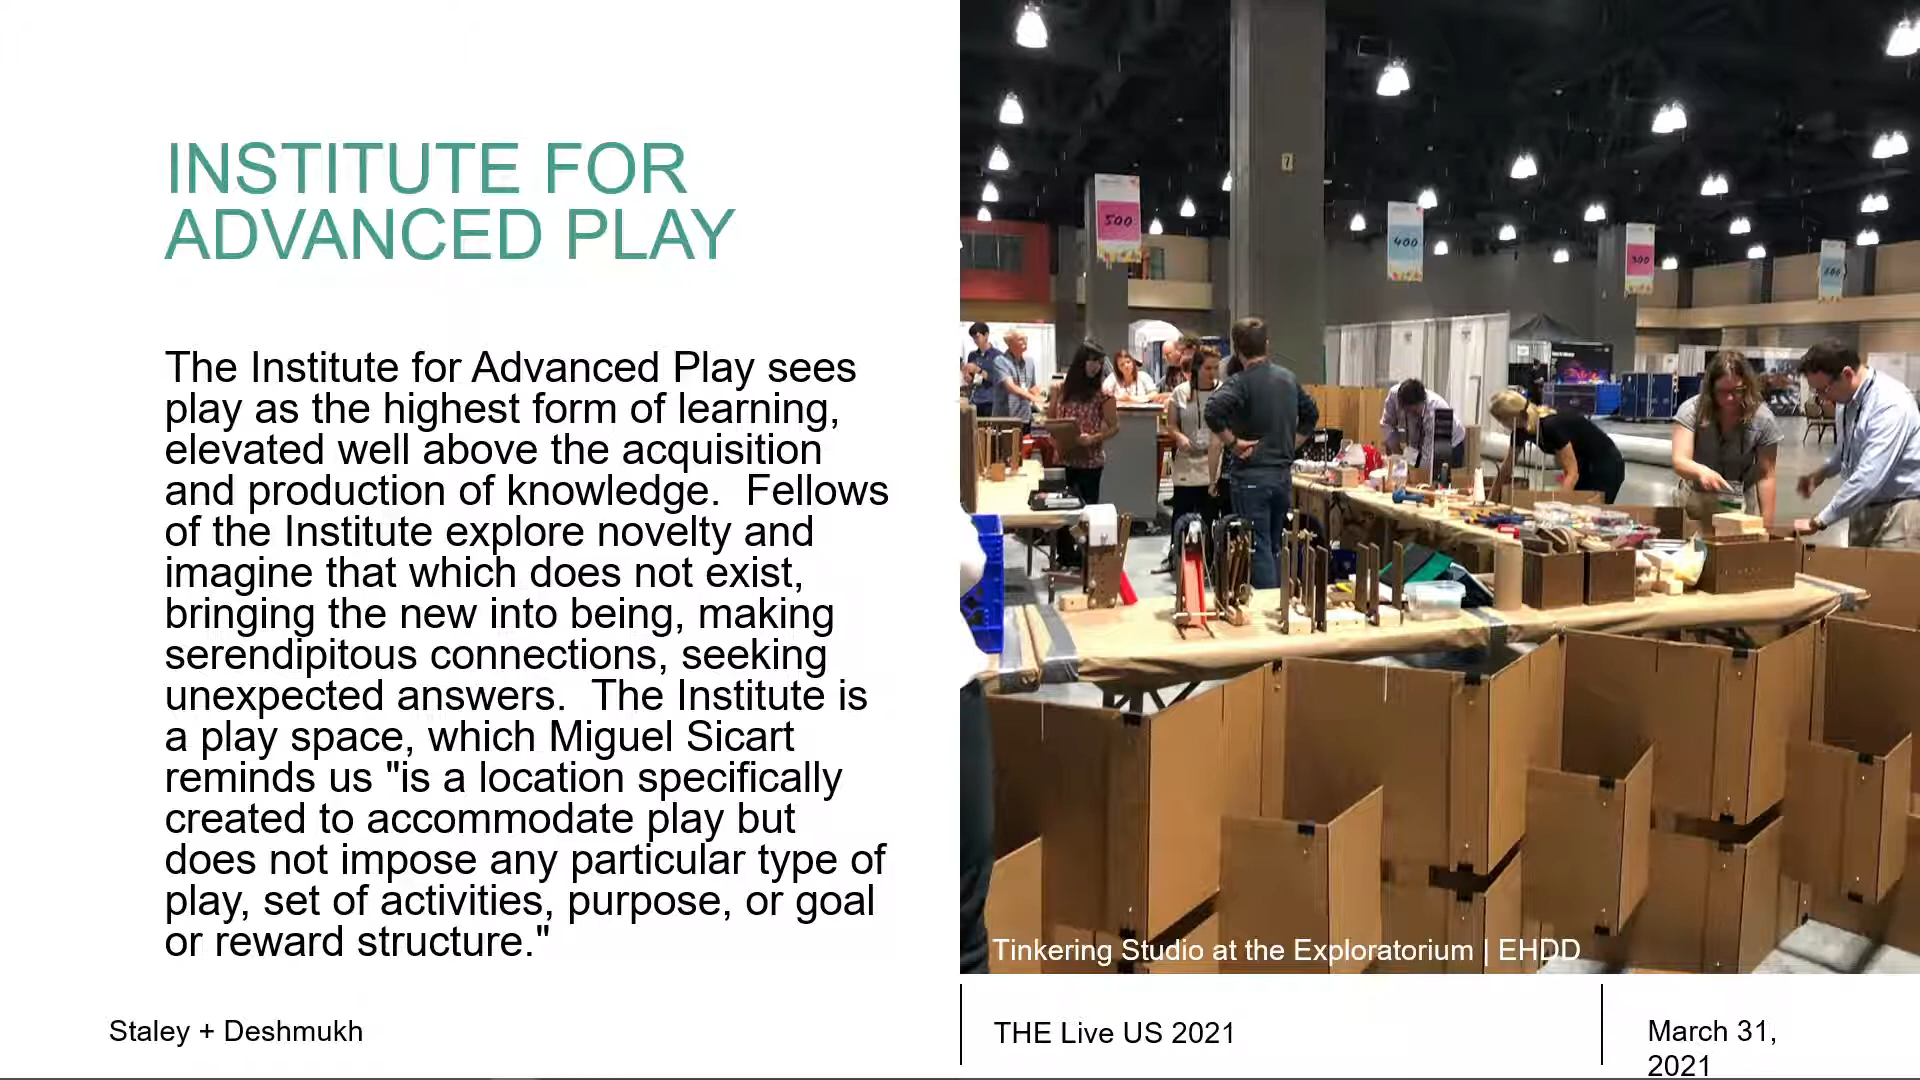 INSTITUTE FOR
ADVANCED PLAY
The Institute for Advanced Play sees
play as the highest form of learning,
elevated well above the acquisition
and production of knowledge.  Fellows
of the Institute explore novelty and
imagine that which does not exist,
bringing the new into being, making
serendipitous connections, seeking
unexpected answers.  The Institute is
a play space, which Miguel Sicart
reminds us "is a location specifically
created to accommodate play but
does not impose any particular type of
play, set of activities, purpose, or goal
or reward structure."
7
500
400
300
Tinkering Studio at the Exploratorium | EHDD
Staley + Deshmukh
THE Live US 2021
March 31,
2021